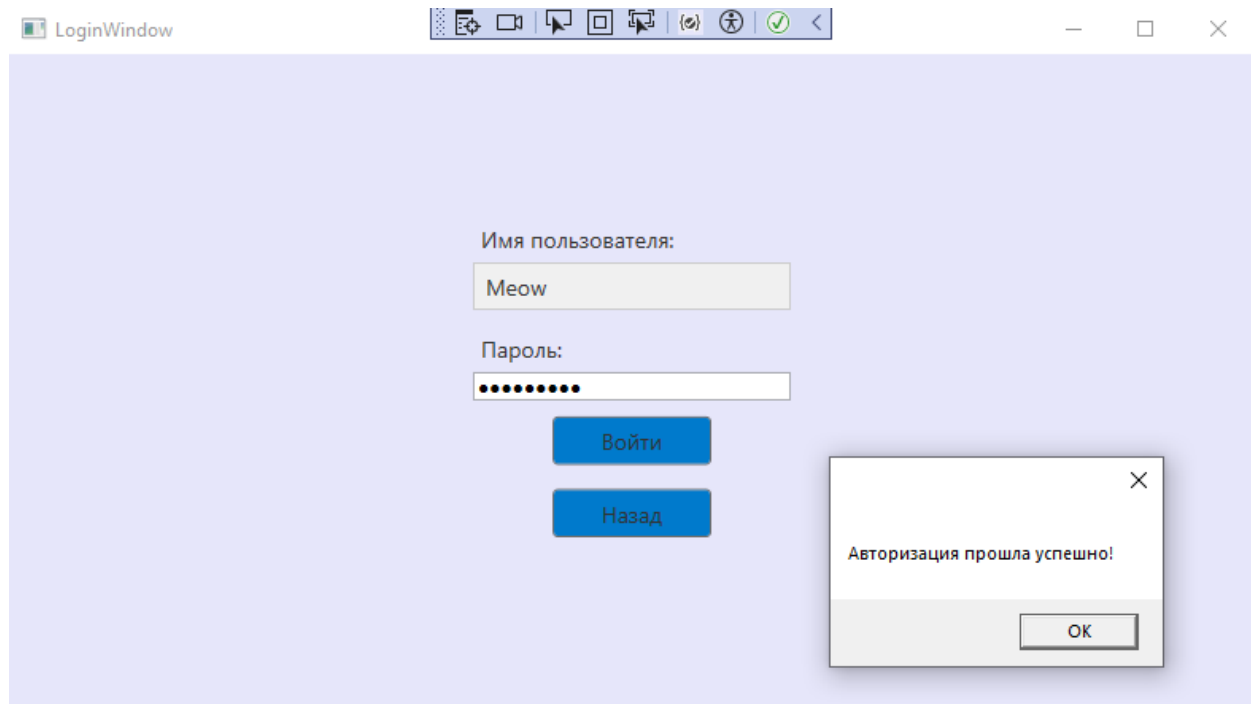 LoginWindow
Имя пользователя:
Meow
Пароль:
Войти
Назад
Авторизация прошла успешно!
OK